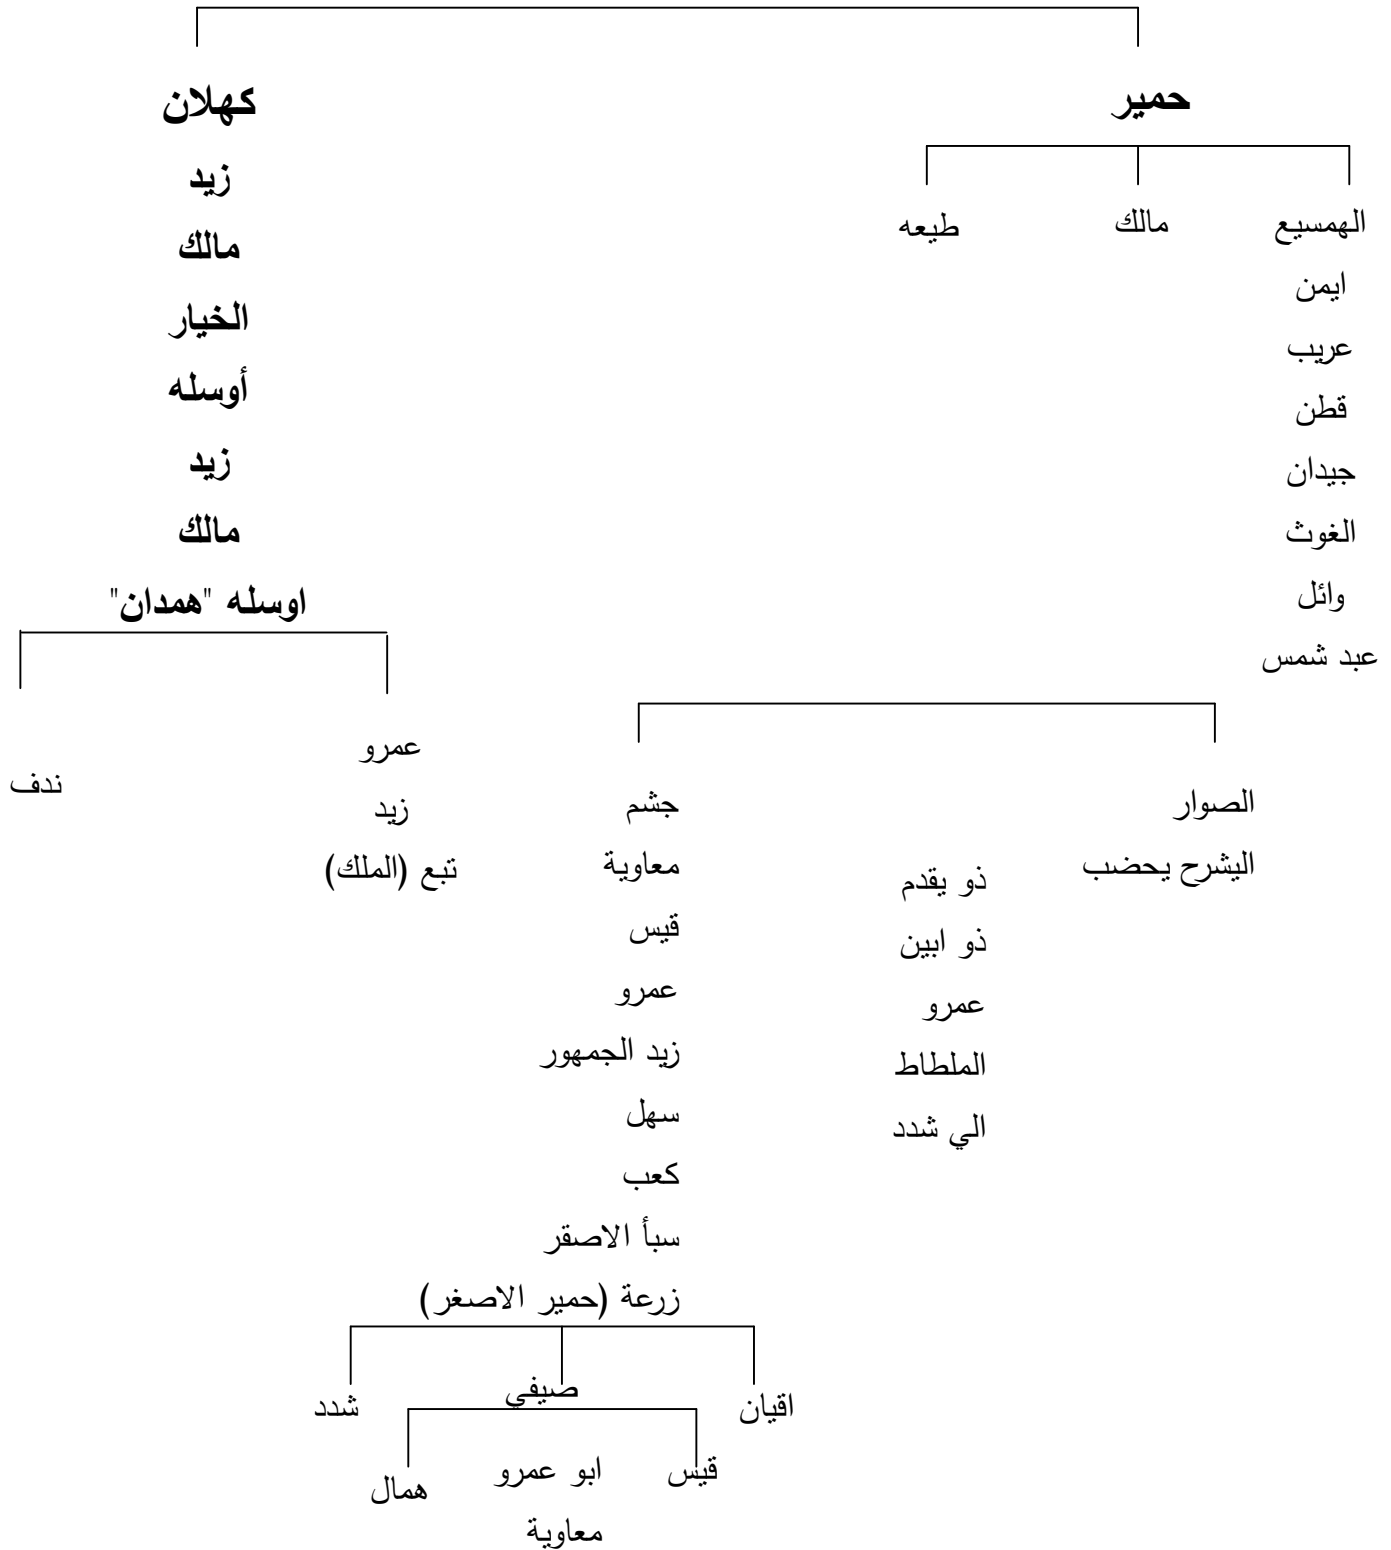 حمير
كهلان
زيد
مالك
الخيار
أوسله
زيد
مالك
اوسله "همدان"
الهمسيع
مالك
طيعه
ايمن
عريب
قطن
جيدان
الغوث
وائل
عبد شمس
عمرو
زيد
تبع (الملك)
ندف
الصوار
اليشرح يحضب
ذو يقدم
ذو ابين
عمرو
الملطاط
الي شدد
جشم
معاوية
قيس
عمرو
زيد الجمهور
سهل
كعب
سبأ الاصقر
زرعة (حمير الاصغر)
اقيان
صيفي
شدد
قيس
ابو عمرو
همال
معاوية